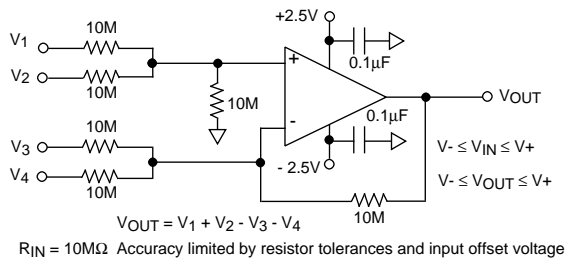 +2.5V
10M
V1
0.1µF
10M
V2
+
10M
10M
-
0.1µF
VOUT
V3
V4
10M
- 2.5V
V- ≤ VIN ≤ V+
V- ≤ VOUT ≤ V+
10M
VOUT = V1 + V2 - V3 - V4
RIN = 10MΩ Accuracy limited by resistor tolerances and input offset voltage